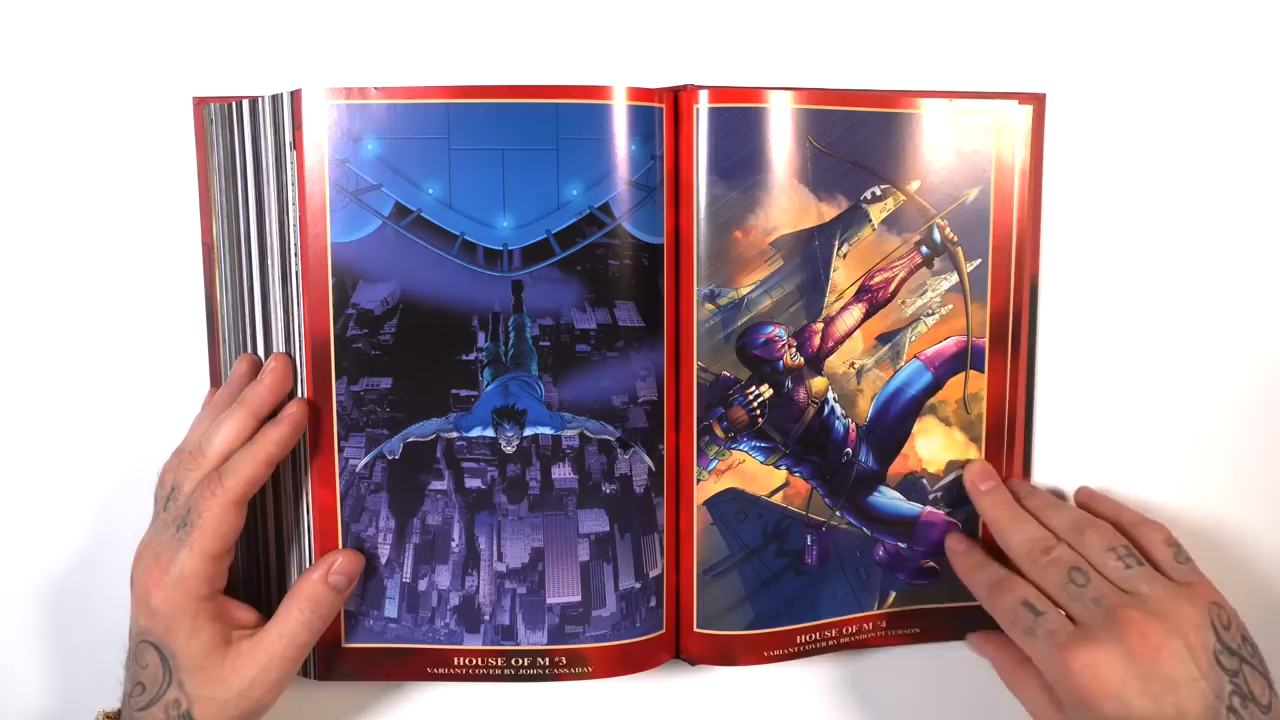 HOUSE OF M #3
VARIANT COVER BY JOHN CASSADAY
HOUSE OF M #4
VARIANT COVER BY BRANDON PETERSON